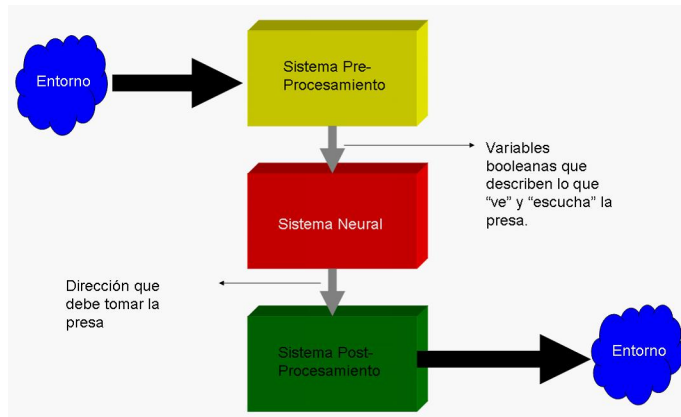 Entorno
Sistema Pre-
Procesamiento
Variables
booleanas que
describen lo que
“ve” y “escucha” la
presa.
Sistema Neural
Dirección que
debe tomar la
presa
Sistema Post-
Procesamiento
Entorno